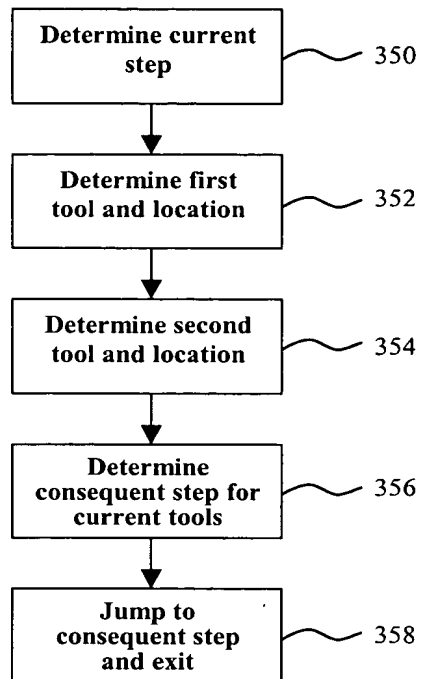 Determine current
step
350
Determine first
tool and location
352
Determine second
tool and location
354
Determine
consequent step for
current tools
356
Jump to
consequent step
and exit
358